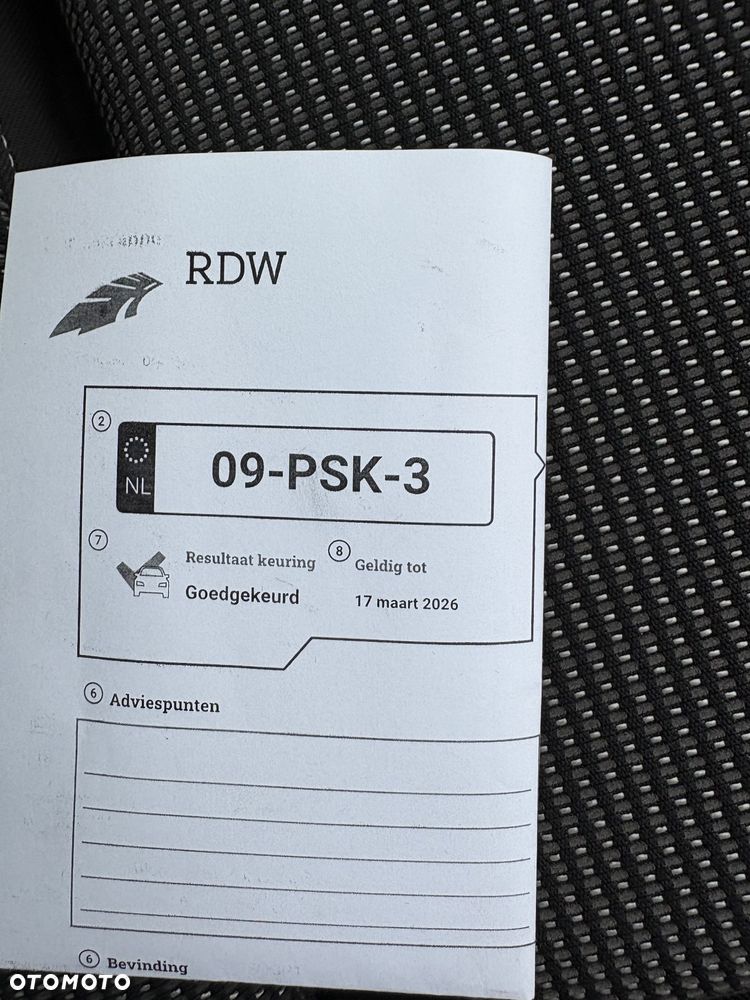 RDW
2
NL
09-PSK-3
7
Resultaat keuring
Goedgekeurd
8
Geldig tot
17 maart 2026
6 Adviespunten
6 Bevinding
OTOMOTO